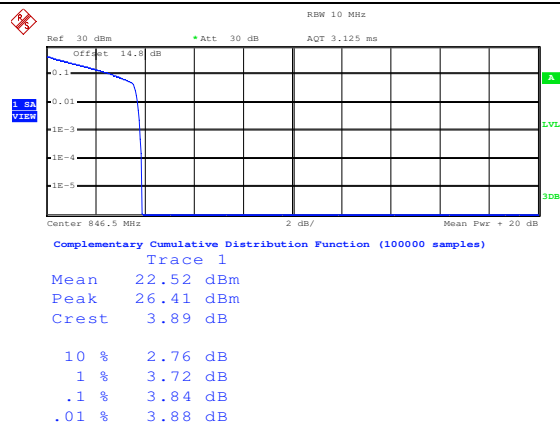 RBW 10 MHz
Ref 30 dBm * Att 30 dB AQT 3.125 ms
Offset 14.8 dB
0.1
A
1 SA
VIEW
0.01
LVL
1E-3
1E-4
1E-5
3DB
Center 846.5 MHz 2 dB/ Mean Pwr + 20 dB
Complementary Cumulative Distribution Function (100000 samples)
Trace 1
Mean 22.52 dBm
Peak 26.41 dBm
Crest 3.89 dB
10 % 2.76 dB
1 % 3.72 dB
.1 % 3.84 dB
.01 % 3.88 dB